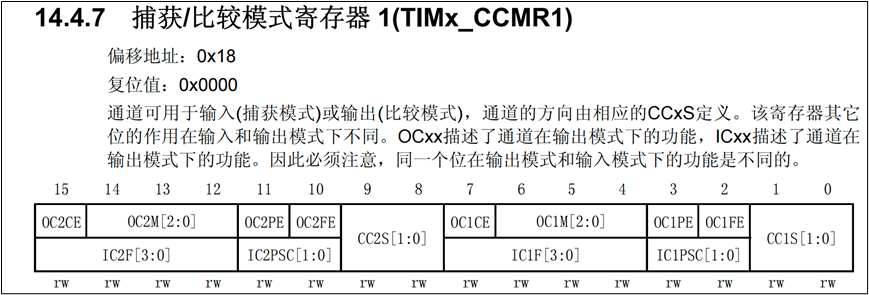 14.4.7 捕获/比较模式寄存器 1(TIMx_CCMR1)
偏移地址：0x18
复位值：0x0000
通道可用于输入(捕获模式)或输出(比较模式)，通道的方向由相应的CCxS定义。该寄存器其它
位的作用在输入和输出模式下不同。OCxx描述了通道在输出模式下的功能，ICxx描述了通道在
输出模式下的功能。因此必须注意，同一个位在输出模式和输入模式下的功能是不同的。
15 14 13 12 11 10 9 8 7 6 5 4 3 2 1 0
OC2CE OC2M[2:0] OC2PE OC2FE CC2S[1:0] OC1CE OC1M[2:0] OC1PE OC1FE CC1S[1:0]
IC2F[3:0] IC2PSC[1:0] IC1F[3:0] IC1PSC[1:0]
rw rw rw rw rw rw rw rw rw rw rw rw rw rw rw rw